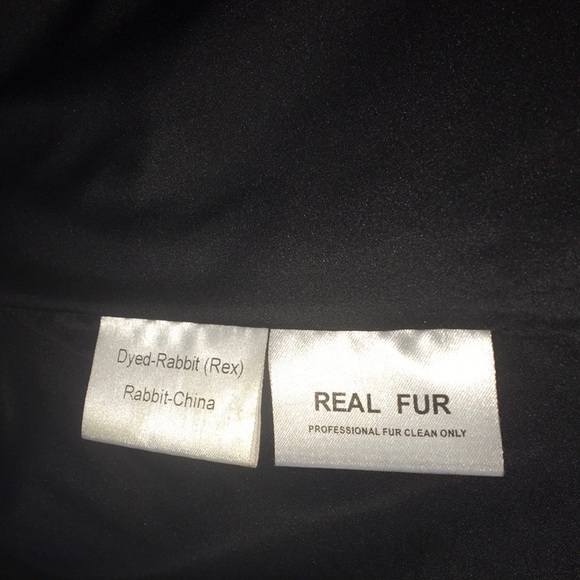 Dyed-Rabbit (Rex)
Rabbit-China
REAL FUR
PROFESSIONAL FUR CLEAN ONLY